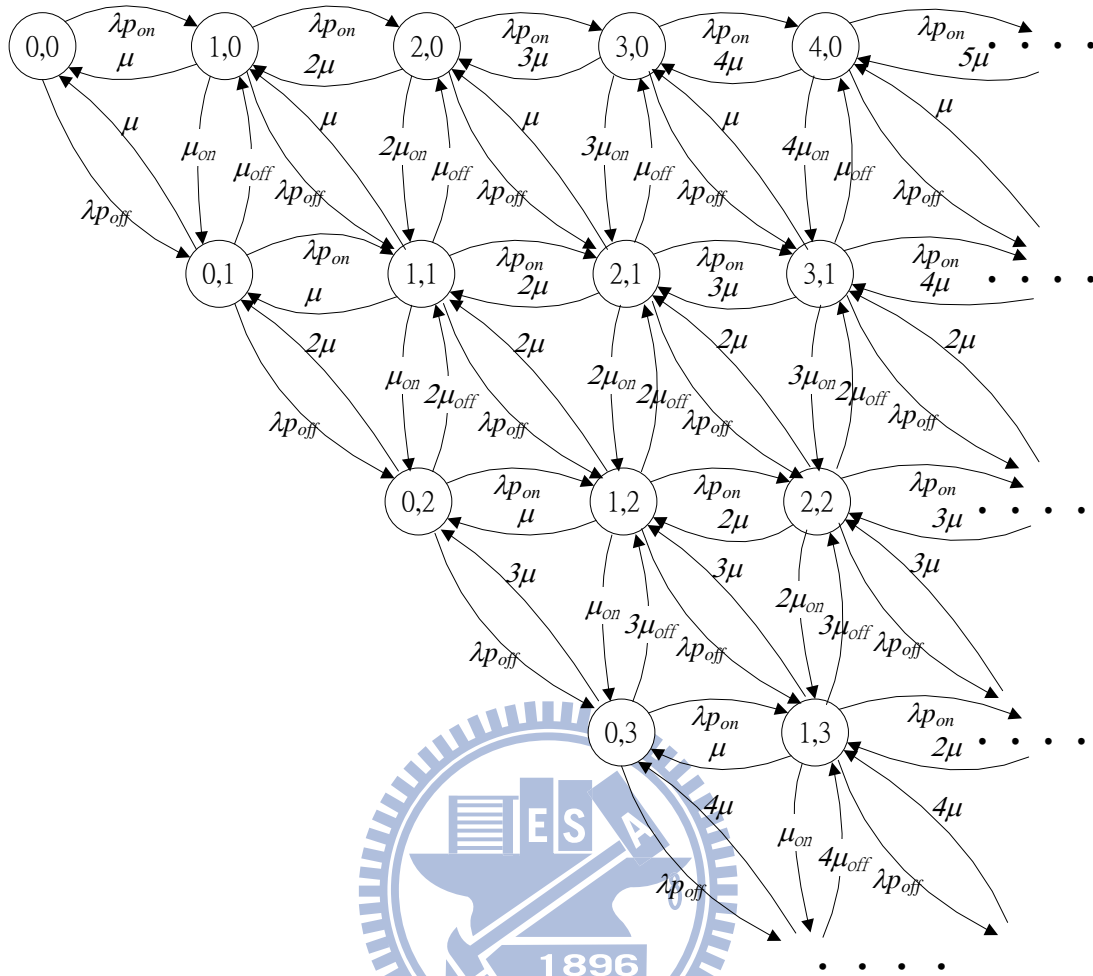 λp_on λp_on λp_on λp_on λp_on
0,0 1,0 2,0 3,0 4,0 . . . .
μ 2μ 3μ 4μ 5μ
μ μ μ μ μ
μ_on μ_off 2μ_on μ_off 3μ_on μ_off 4μ_on μ_off
λp_off λp_off λp_off λp_off λp_off
λp_on λp_on λp_on λp_on
0,1 1,1 2,1 3,1 . . . .
μ 2μ 3μ 4μ
2μ 2μ 2μ 2μ
μ_on 2μ_off 2μ_on 2μ_off 3μ_on 2μ_off
λp_off λp_off λp_off λp_off
λp_on λp_on λp_on
0,2 1,2 2,2 . . . .
μ 2μ 3μ
3μ 3μ 3μ
μ_on 3μ_off 2μ_on 3μ_off
λp_off λp_off λp_off
λp_on λp_on
0,3 1,3 . . . .
μ 2μ
4μ 4μ
μ_on 4μ_off
λp_off λp_off
. . . .
E S A
1896